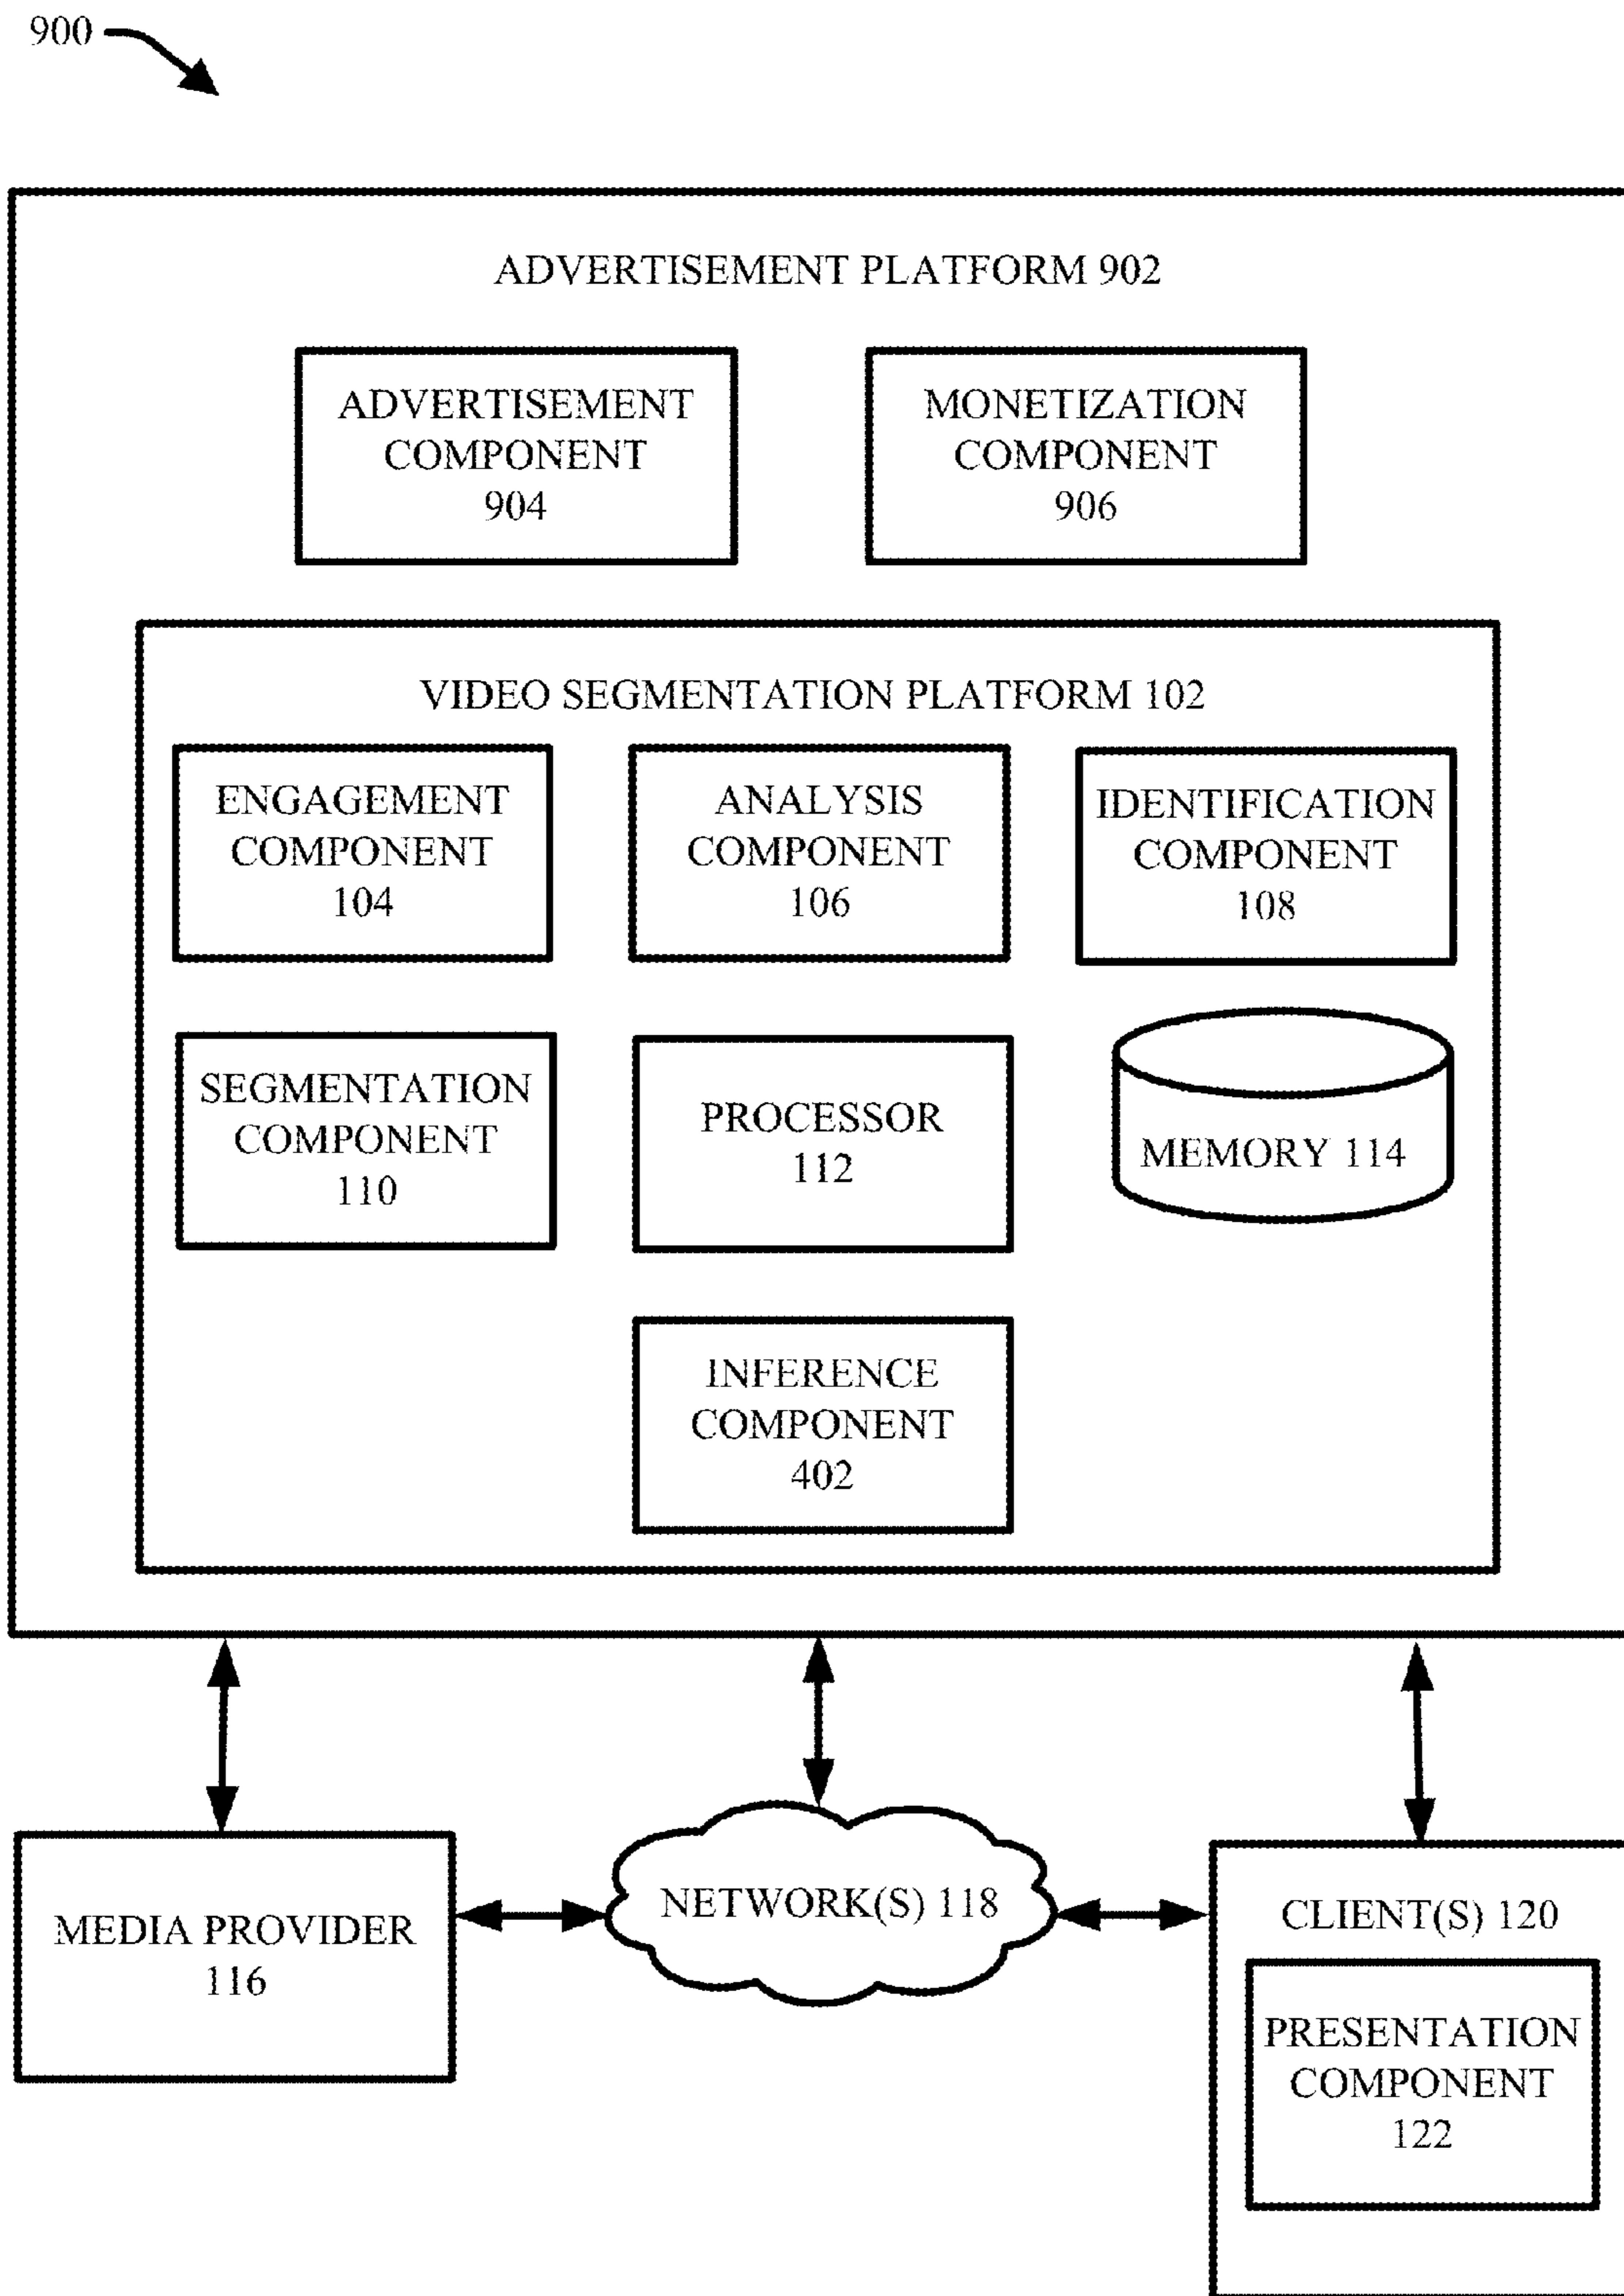 900
ADVERTISEMENT PLATFORM 902
ADVERTISEMENT
COMPONENT
904
MONETIZATION
COMPONENT
906
VIDEO SEGMENTATION PLATFORM 102
ENGAGEMENT
COMPONENT
104
ANALYSIS
COMPONENT
106
IDENTIFICATION
COMPONENT
108
SEGMENTATION
COMPONENT
110
PROCESSOR
112
MEMORY 114
INFERENCE
COMPONENT
402
MEDIA PROVIDER
116
NETWORK(S) 118
CLIENT(S) 120
PRESENTATION
COMPONENT
122